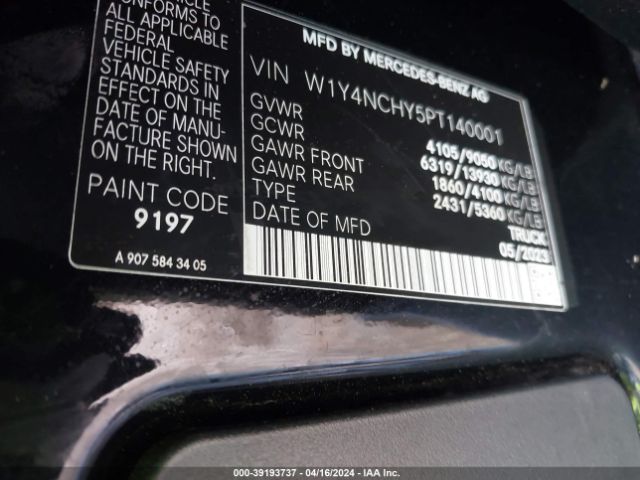 VEHICLE
CONFORMS TO
ALL APPLICABLE
FEDERAL
VEHICLE SAFETY
STANDARDS IN
EFFECT ON THE
DATE OF MANU-
FACTURE SHOWN
PAINT CODE
9197
A 907 584 34 05
MFD BY MERCEDES-BENZ AG
VIN W1Y4NCHY5PT140001
GVWR 4105/9050 KG/LB
GCWR 6319/13930 KG/LB
GAWR FRONT 1860/4100 KG/LB
GAWR REAR 2431/5360 KG/LB
TYPE TRUCK
DATE OF MFD 05/2023
000-39193737 - 04/16/2024 - IAA Inc.